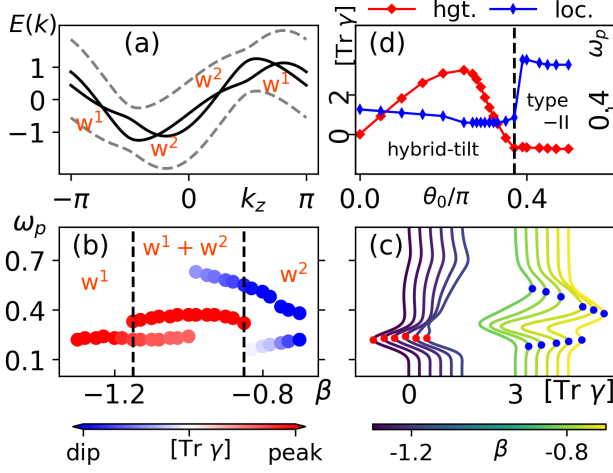 E(k)
(a)
1
0
−1
w¹
w²
w²
w¹
−π
0
k_z
π
hgt.
loc.
[Tr γ]
(d)
ω_p
2
0
0.4
type
−II
hybrid-tilt
0.0
θ₀/π
0.4
ω_p
(b)
w¹ + w²
w¹
w²
0.7
0.4
0.1
−1.2
−0.8
β
dip
[Tr γ]
peak
(c)
0
3
[Tr γ]
-1.2
β
-0.8